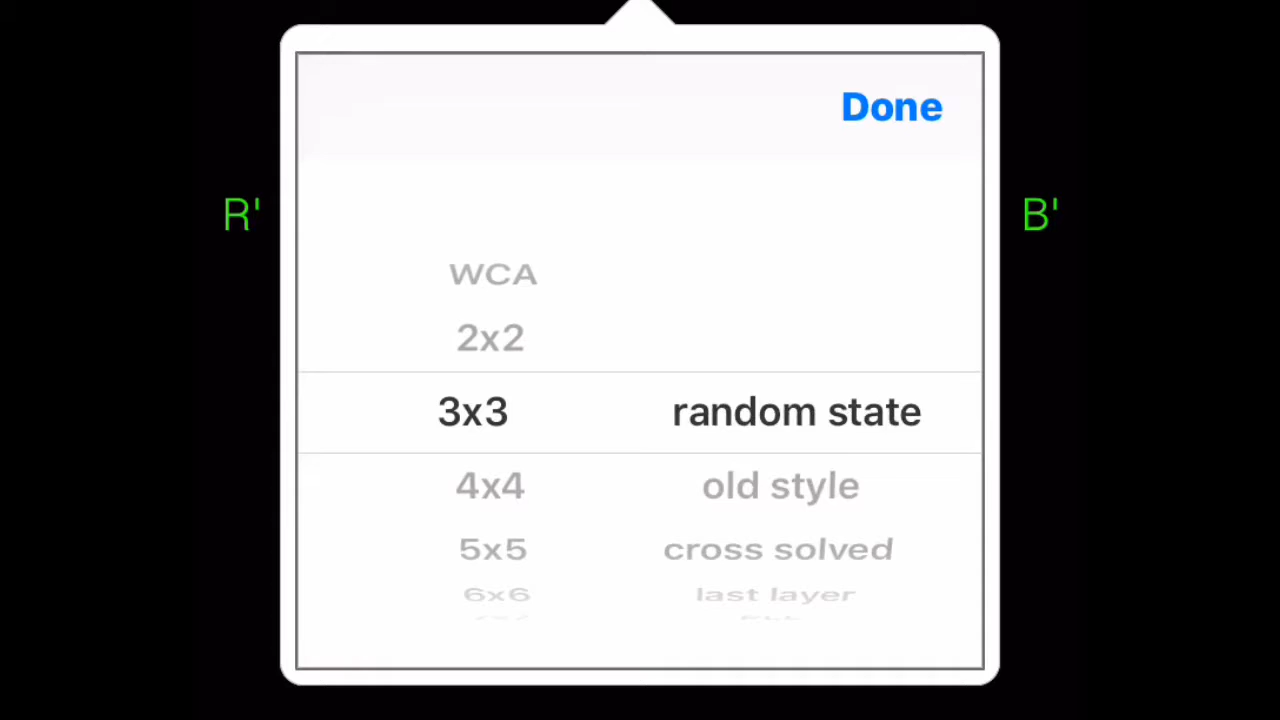 Done
R' B'
WCA
2x2
3x3 random state
4x4 old style
5x5 cross solved
6x6 last layer